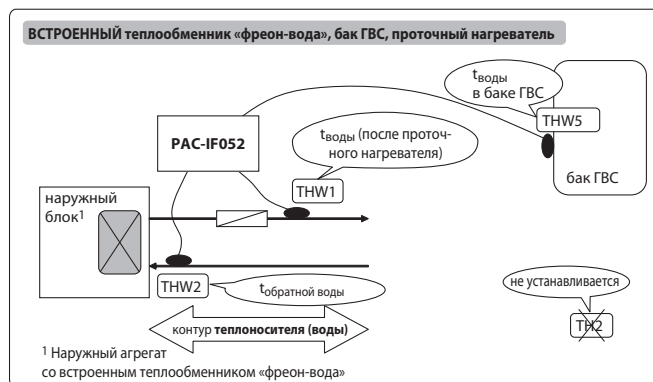 ВСТРОЕННЫЙ теплообменник «фреон-вода», бак ГВС, проточный нагреватель
tводы
в баке ГВС
THW5
бак ГВС
PAC-IF052
tводы (после проточ-
ного нагревателя)
THW1
наружный
блок1
THW2
tобратной воды
не устанавливается
TH2
контур теплоносителя (воды)
1 Наружный агрегат
со встроенным теплообменником «фреон-вода»